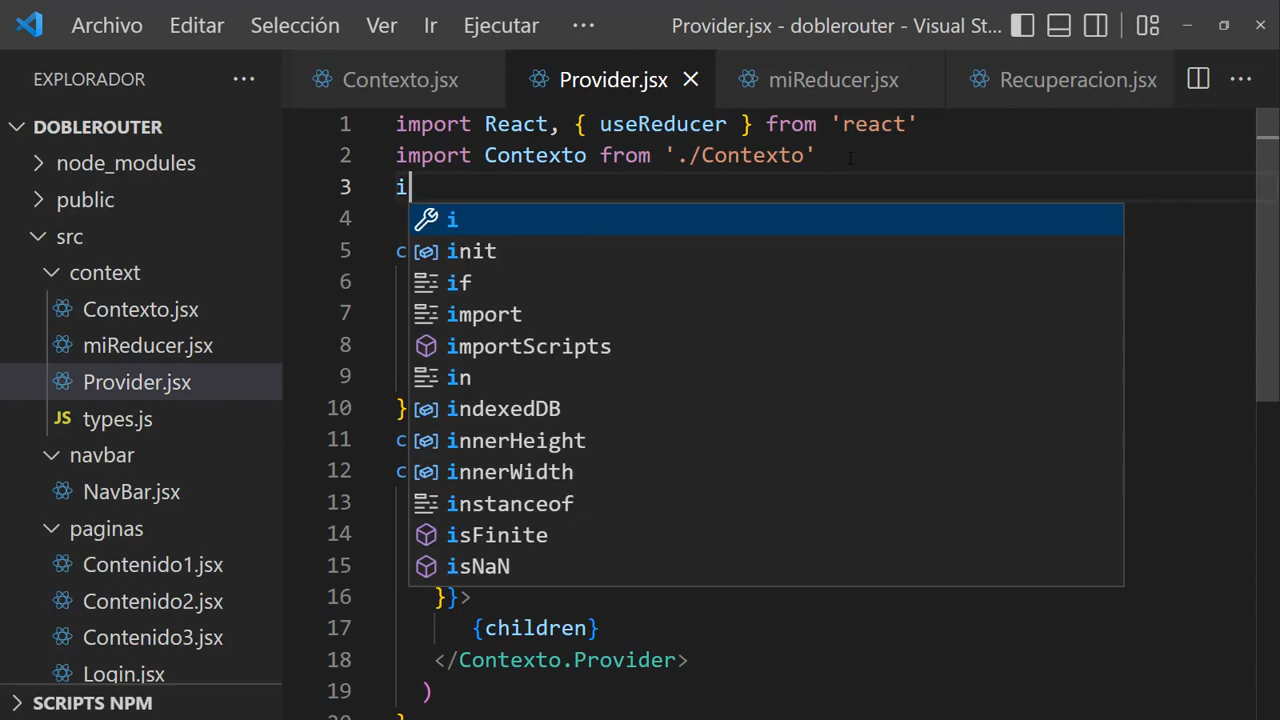 Archivo Editar Selección Ver Ir Ejecutar ··· Provider.jsx - doblerouter - Visual St...
EXPLORADOR ···
DOBLEROUTER
node_modules
public
src
context
Contexto.jsx
miReducer.jsx
Provider.jsx
JS types.js
navbar
NavBar.jsx
paginas
Contenido1.jsx
Contenido2.jsx
Contenido3.jsx
Login.jsx
SCRIPTS NPM
Contexto.jsx Provider.jsx miReducer.jsx Recuperacion.jsx ···
1 import React, { useReducer } from 'react'
2 import Contexto from './Contexto'
3 i
4 i
5 c init
6 if
7 import
8 importScripts
9 in
10 } indexedDB
11 c innerHeight
12 c innerWidth
13 instanceof
14 isFinite
15 isNaN
16 }}>
17 {children}
18 </Contexto.Provider>
19 )